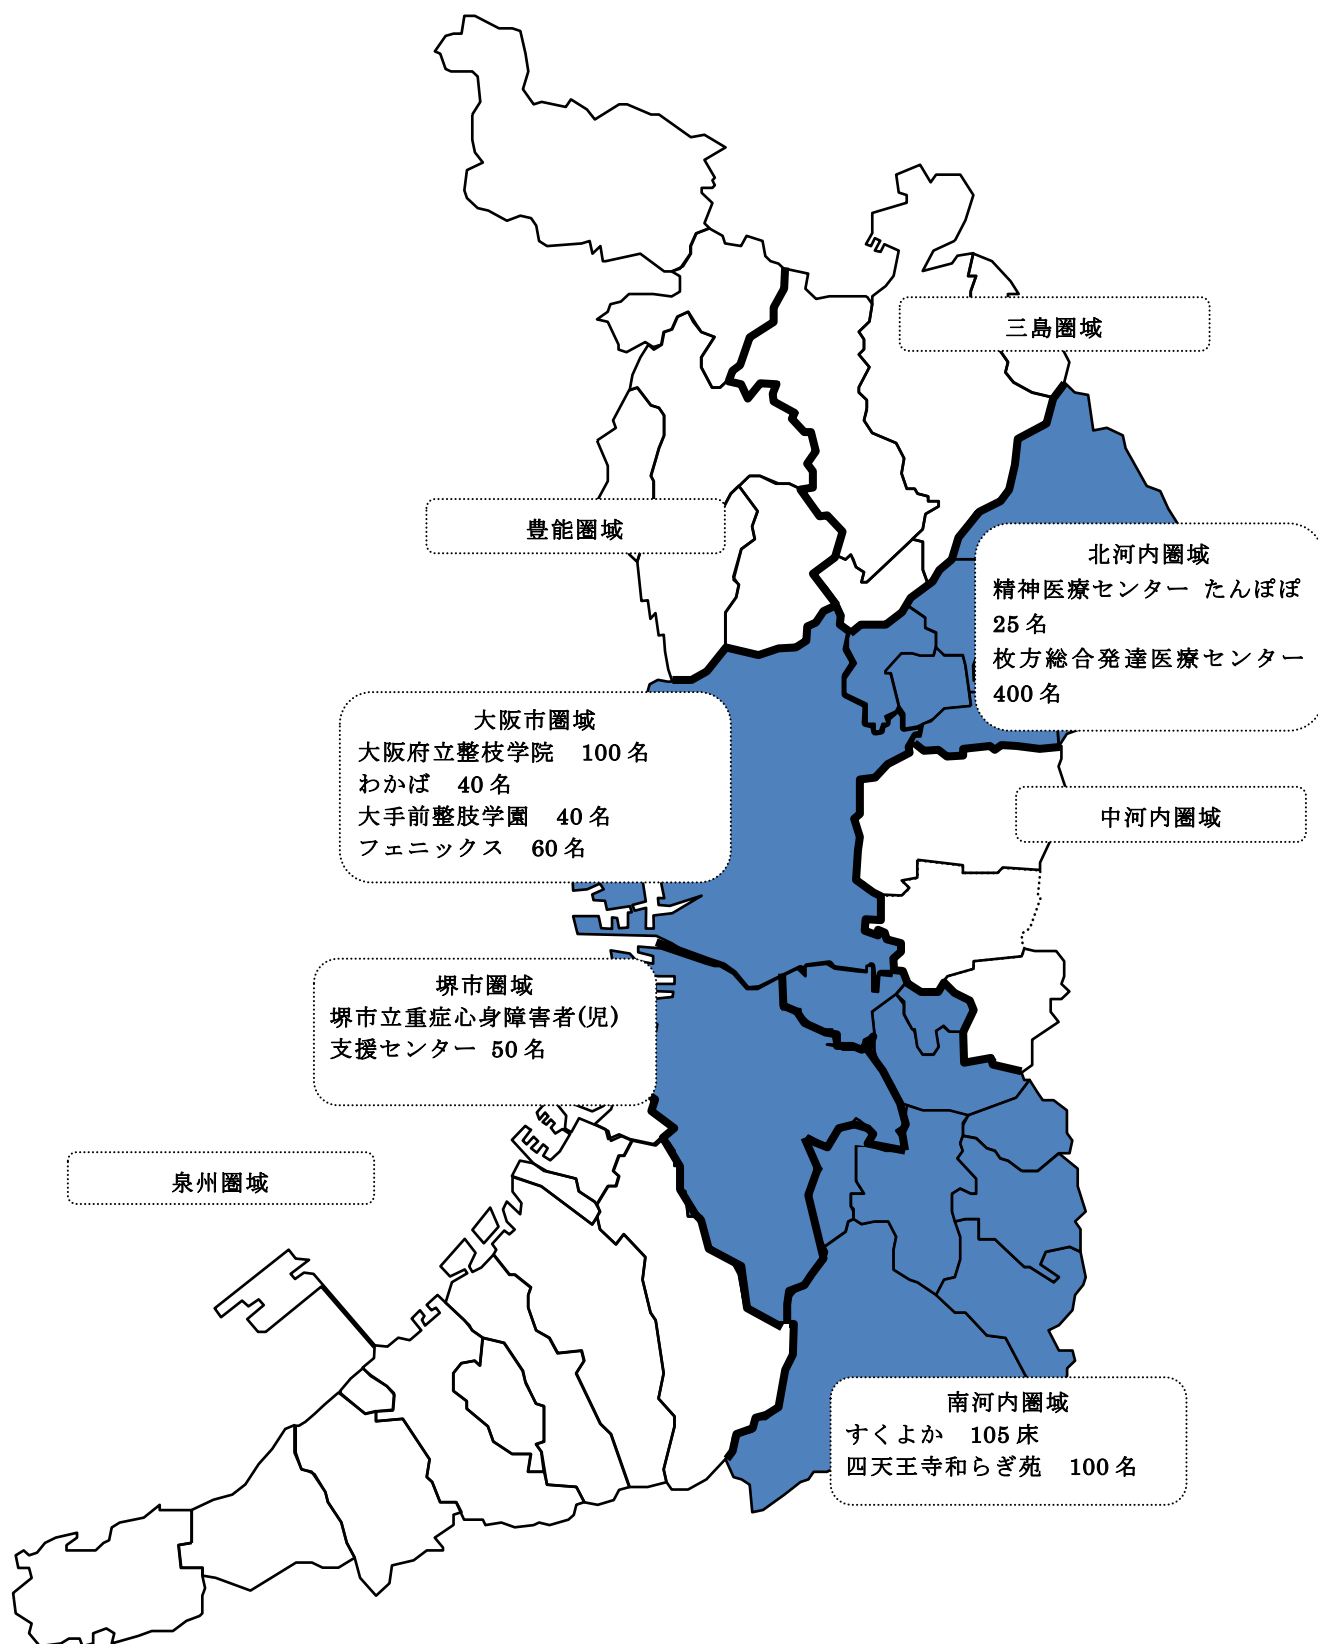 三島圏域
豊能圏域
北河内圏域
精神医療センター たんぽぽ
25名
枚方総合発達医療センター
400名
大阪市圏域
大阪府立整枝学院 100名
わかば 40名
大手前整肢学園 40名
フェニックス 60名
中河内圏域
堺市圏域
堺市立重症心身障害者(児)
支援センター 50名
泉州圏域
南河内圏域
すくよか 105床
四天王寺和らぎ苑 100名